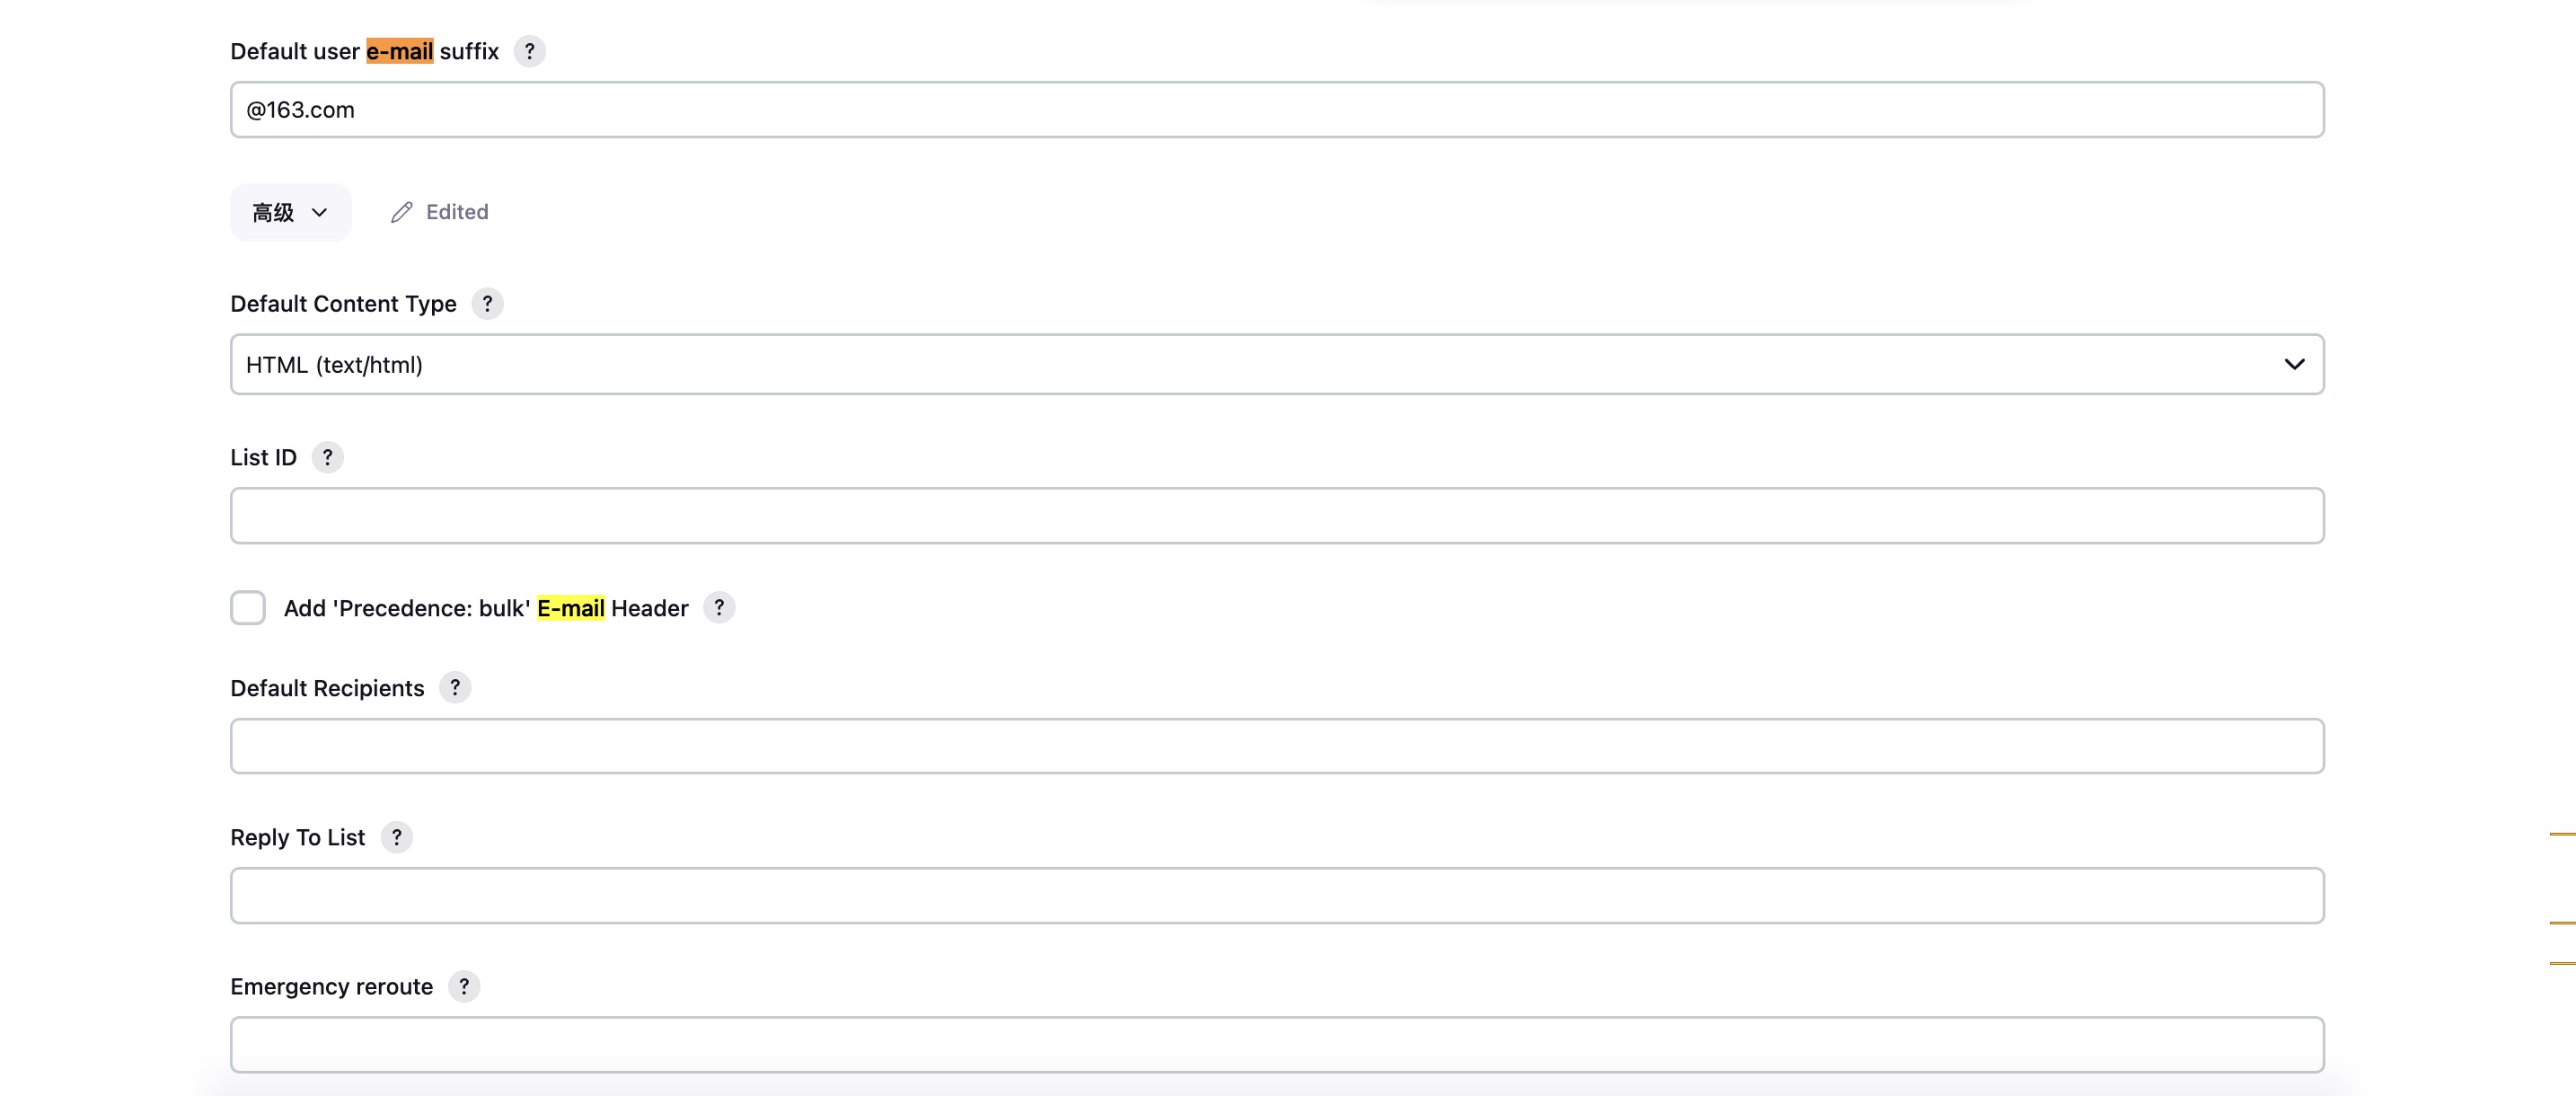 Default user e-mail suffix ?
@163.com
高级 Edited
Default Content Type ?
HTML (text/html)
List ID ?
Add 'Precedence: bulk' E-mail Header ?
Default Recipients ?
Reply To List ?
Emergency reroute ?